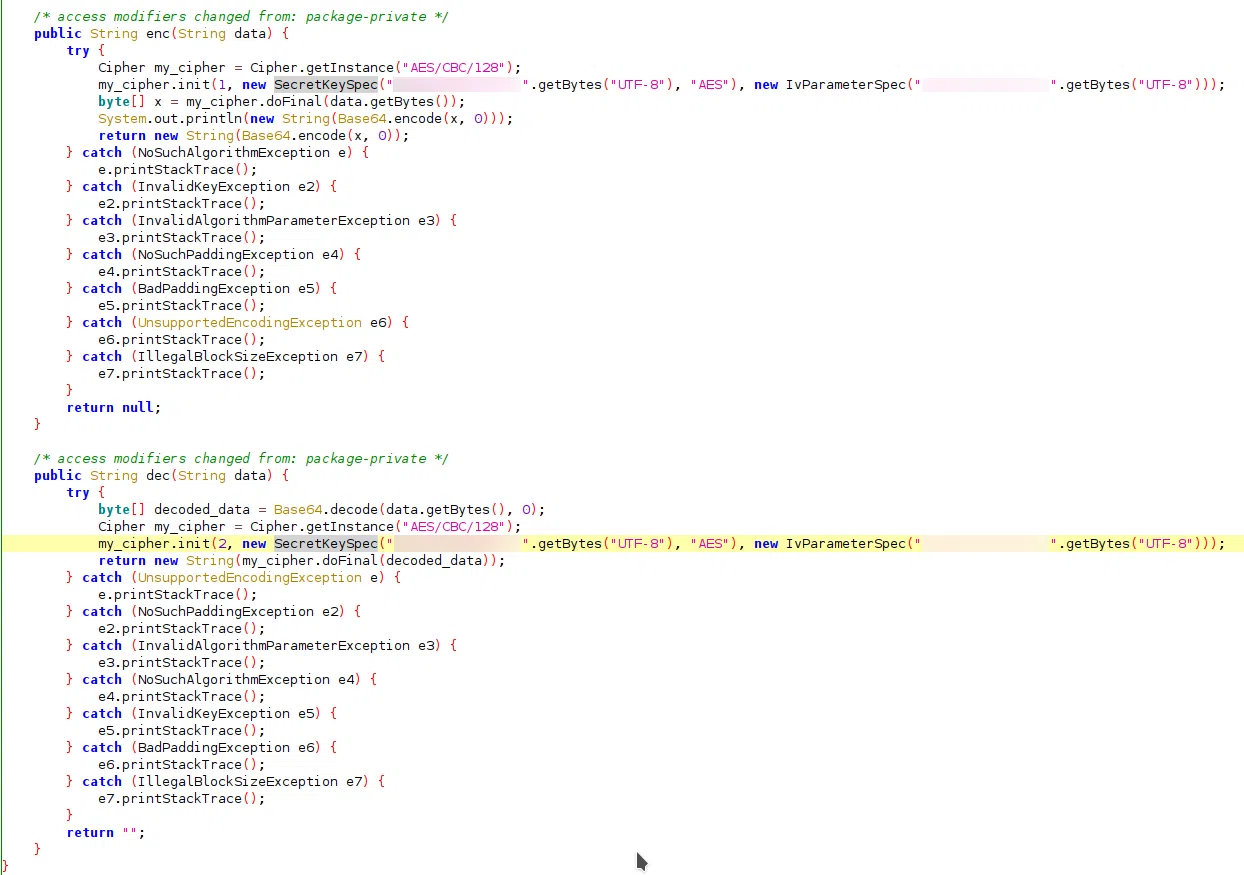 /* access modifiers changed from: package-private */
public String enc(String data) {
try {
Cipher my_cipher = Cipher.getInstance("AES/CBC/128");
my_cipher.init(1, new SecretKeySpec(" ".getBytes("UTF-8"), "AES"), new IvParameterSpec(" ".getBytes("UTF-8")));
byte[] x = my_cipher.doFinal(data.getBytes());
System.out.println(new String(Base64.encode(x, 0)));
return new String(Base64.encode(x, 0));
} catch (NoSuchAlgorithmException e) {
e.printStackTrace();
} catch (InvalidKeyException e2) {
e2.printStackTrace();
} catch (InvalidAlgorithmParameterException e3) {
e3.printStackTrace();
} catch (NoSuchPaddingException e4) {
e4.printStackTrace();
} catch (BadPaddingException e5) {
e5.printStackTrace();
} catch (UnsupportedEncodingException e6) {
e6.printStackTrace();
} catch (IllegalBlockSizeException e7) {
e7.printStackTrace();
}
return null;
}
/* access modifiers changed from: package-private */
public String dec(String data) {
try {
byte[] decoded_data = Base64.decode(data.getBytes(), 0);
Cipher my_cipher = Cipher.getInstance("AES/CBC/128");
my_cipher.init(2, new SecretKeySpec(" ".getBytes("UTF-8"), "AES"), new IvParameterSpec(" ".getBytes("UTF-8")));
return new String(my_cipher.doFinal(decoded_data));
} catch (UnsupportedEncodingException e) {
e.printStackTrace();
} catch (NoSuchPaddingException e2) {
e2.printStackTrace();
} catch (InvalidAlgorithmParameterException e3) {
e3.printStackTrace();
} catch (NoSuchAlgorithmException e4) {
e4.printStackTrace();
} catch (InvalidKeyException e5) {
e5.printStackTrace();
} catch (BadPaddingException e6) {
e6.printStackTrace();
} catch (IllegalBlockSizeException e7) {
e7.printStackTrace();
}
return "";
}
}